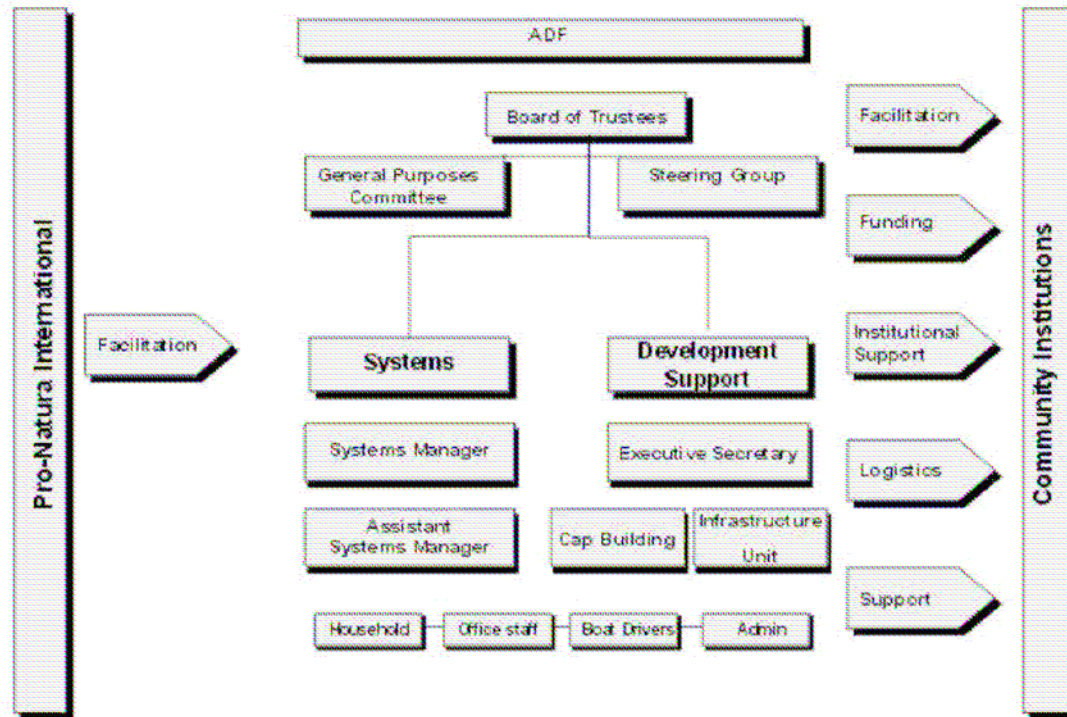 ADF
Board of Trustees
General Purposes
Committee
Steering Group
Pro-Natura International
Facilitation
Systems
Development
Support
Systems Manager
Executive Secretary
Assistant
Systems Manager
Cap Building
Infrastructure
Unit
Household
Office staff
Boat Drivers
Admin
Facilitation
Funding
Institutional
Support
Logistics
Support
Community Institutions